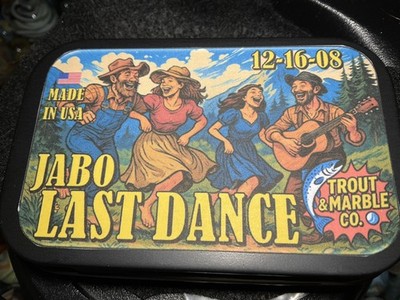 12-16-08
MADE
IN USA
JABO
LAST DANCE
TROUT
& MARBLE
CO.